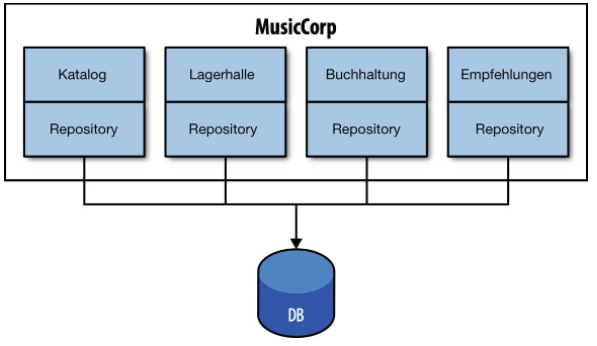 MusicCorp
Katalog
Lagerhalle
Buchhaltung
Empfehlungen
Repository
Repository
Repository
Repository
DB